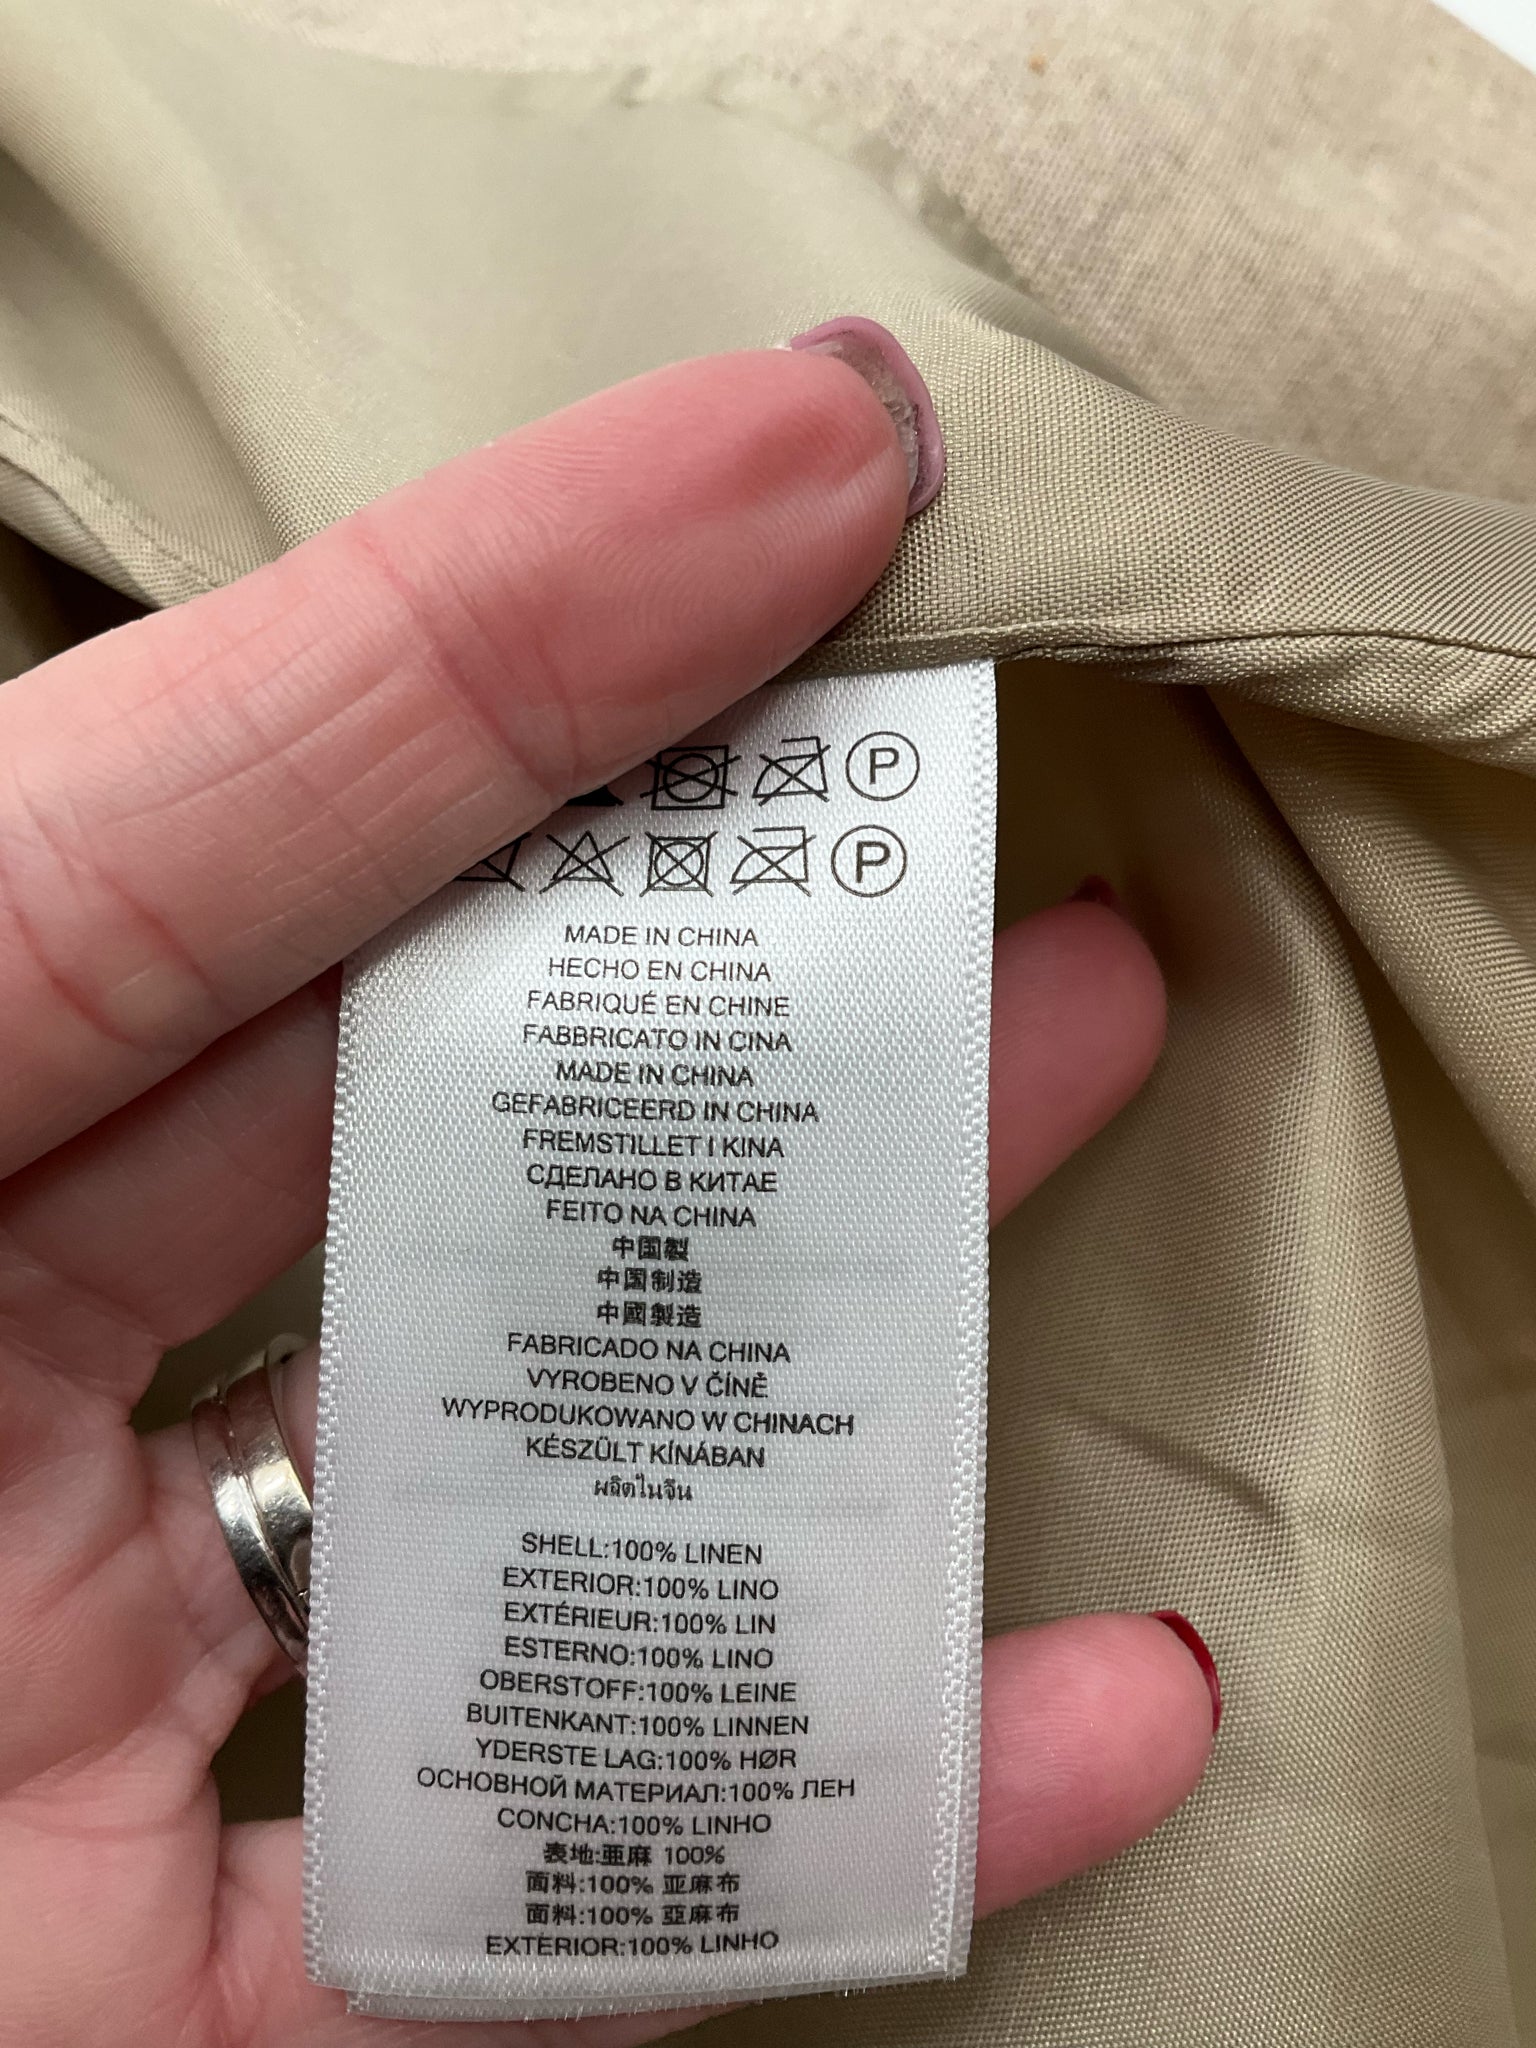 P
P
MADE IN CHINA
HECHO EN CHINA
FABRIQUÉ EN CHINE
FABBRICATO IN CINA
MADE IN CHINA
GEFABRICEERD IN CHINA
FREMSTILLET I KINA
СДЕЛАНО В КИТАЕ
FEITO NA CHINA
中国製
中国制造
中國製造
FABRICADO NA CHINA
VYROBENO V ČÍNĚ
WYPRODUKOWANO W CHINACH
KÉSZÜLT KÍNÁBAN
ผลิตในจีน
SHELL:100% LINEN
EXTERIOR:100% LINO
EXTÉRIEUR:100% LIN
ESTERNO:100% LINO
OBERSTOFF:100% LEINE
BUITENKANT:100% LINNEN
YDERSTE LAG:100% HØR
ОСНОВНОЙ МАТЕРИАЛ:100% ЛЕН
CONCHA:100% LINHO
表地:亜麻 100%
面料:100% 亚麻布
面料:100% 亞麻布
EXTERIOR:100% LINHO